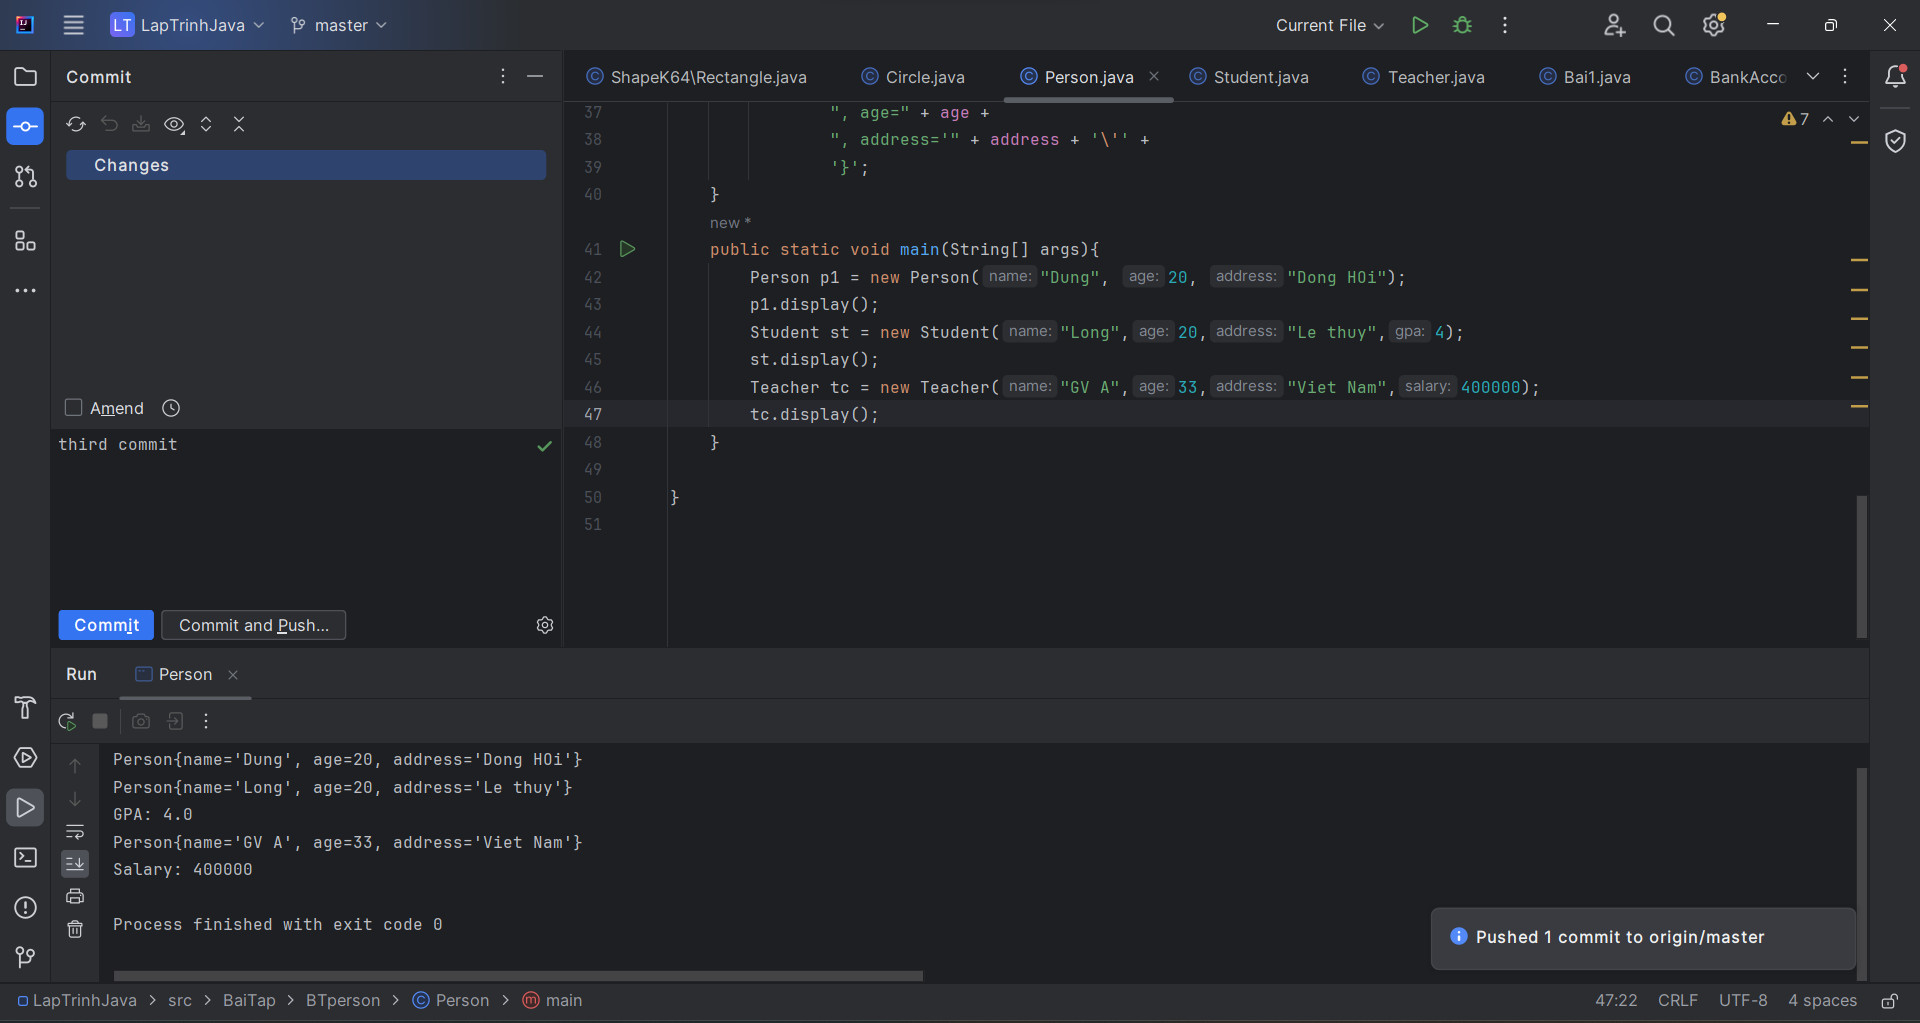 LT LapTrinhJava master Current File
Commit
Changes
Amend
third commit
Commit Commit and Push...
ShapeK64\Rectangle.java Circle.java Person.java Student.java Teacher.java Bai1.java BankAcco
7
37 ", age=" + age +
38 ", address='" + address + '\'' +
39 '}';
40 }
new *
41 public static void main(String[] args){
42 Person p1 = new Person( name: "Dung", age: 20, address: "Dong HOi");
43 p1.display();
44 Student st = new Student( name: "Long", age: 20, address: "Le thuy", gpa: 4);
45 st.display();
46 Teacher tc = new Teacher( name: "GV A", age: 33, address: "Viet Nam", salary: 400000);
47 tc.display();
48 }
49
50 }
51
Run Person
Person{name='Dung', age=20, address='Dong HOi'}
Person{name='Long', age=20, address='Le thuy'}
GPA: 4.0
Person{name='GV A', age=33, address='Viet Nam'}
Salary: 400000
Process finished with exit code 0
Pushed 1 commit to origin/master
LapTrinhJava > src > BaiTap > BTperson > Person > main
47:22 CRLF UTF-8 4 spaces